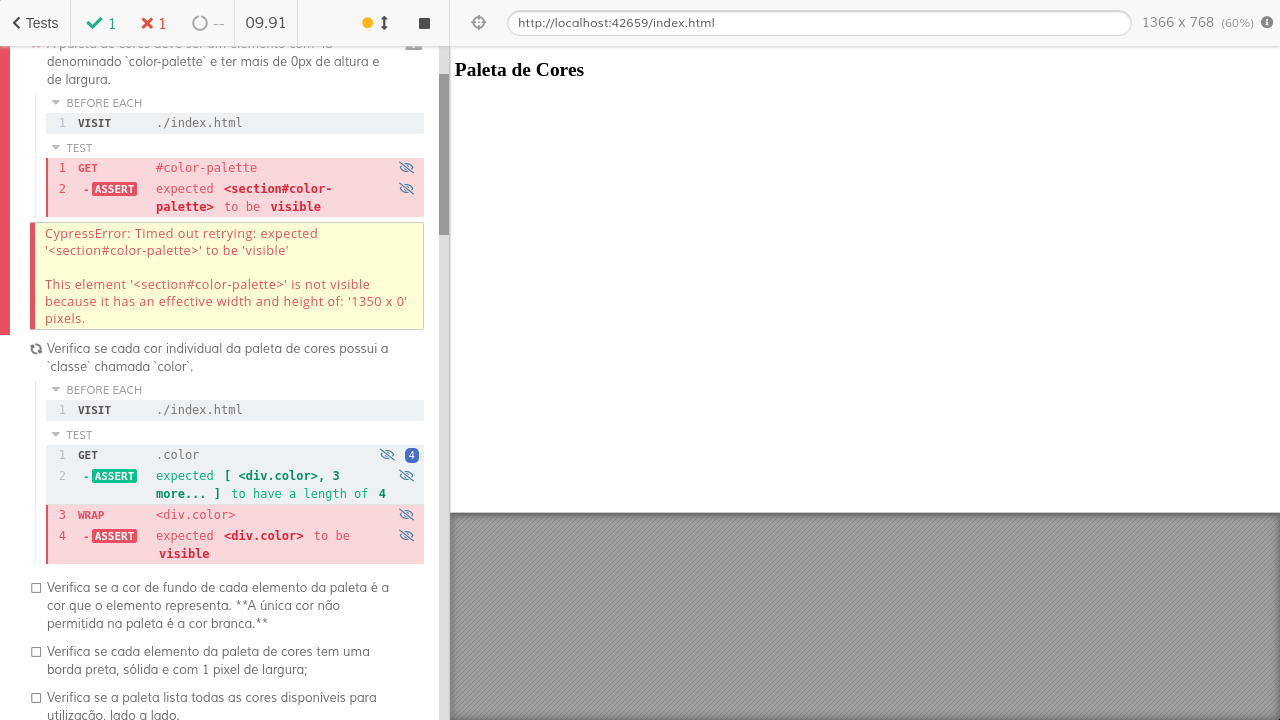 Tests
1
1
--
09.91
http://localhost:42659/index.html
1366 x 768 (60%)
A paleta de cores deve ser um elemento com `id`
denominado `color-palette` e ter mais de 0px de altura e
de largura.
BEFORE EACH
1 VISIT ./index.html
TEST
1 GET #color-palette
2 - ASSERT expected <section#color-
palette> to be visible
CypressError: Timed out retrying: expected
'<section#color-palette>' to be 'visible'
This element '<section#color-palette>' is not visible
because it has an effective width and height of: '1350 x 0'
pixels.
Verifica se cada cor individual da paleta de cores possui a
`classe` chamada `color`.
BEFORE EACH
1 VISIT ./index.html
TEST
1 GET .color 4
2 - ASSERT expected [ <div.color>, 3
more... ] to have a length of 4
3 WRAP <div.color>
4 - ASSERT expected <div.color> to be
visible
Verifica se a cor de fundo de cada elemento da paleta é a
cor que o elemento representa. **A única cor não
permitida na paleta é a cor branca.**
Verifica se cada elemento da paleta de cores tem uma
borda preta, sólida e com 1 pixel de largura;
Verifica se a paleta lista todas as cores disponíveis para
utilização, lado a lado.
Paleta de Cores